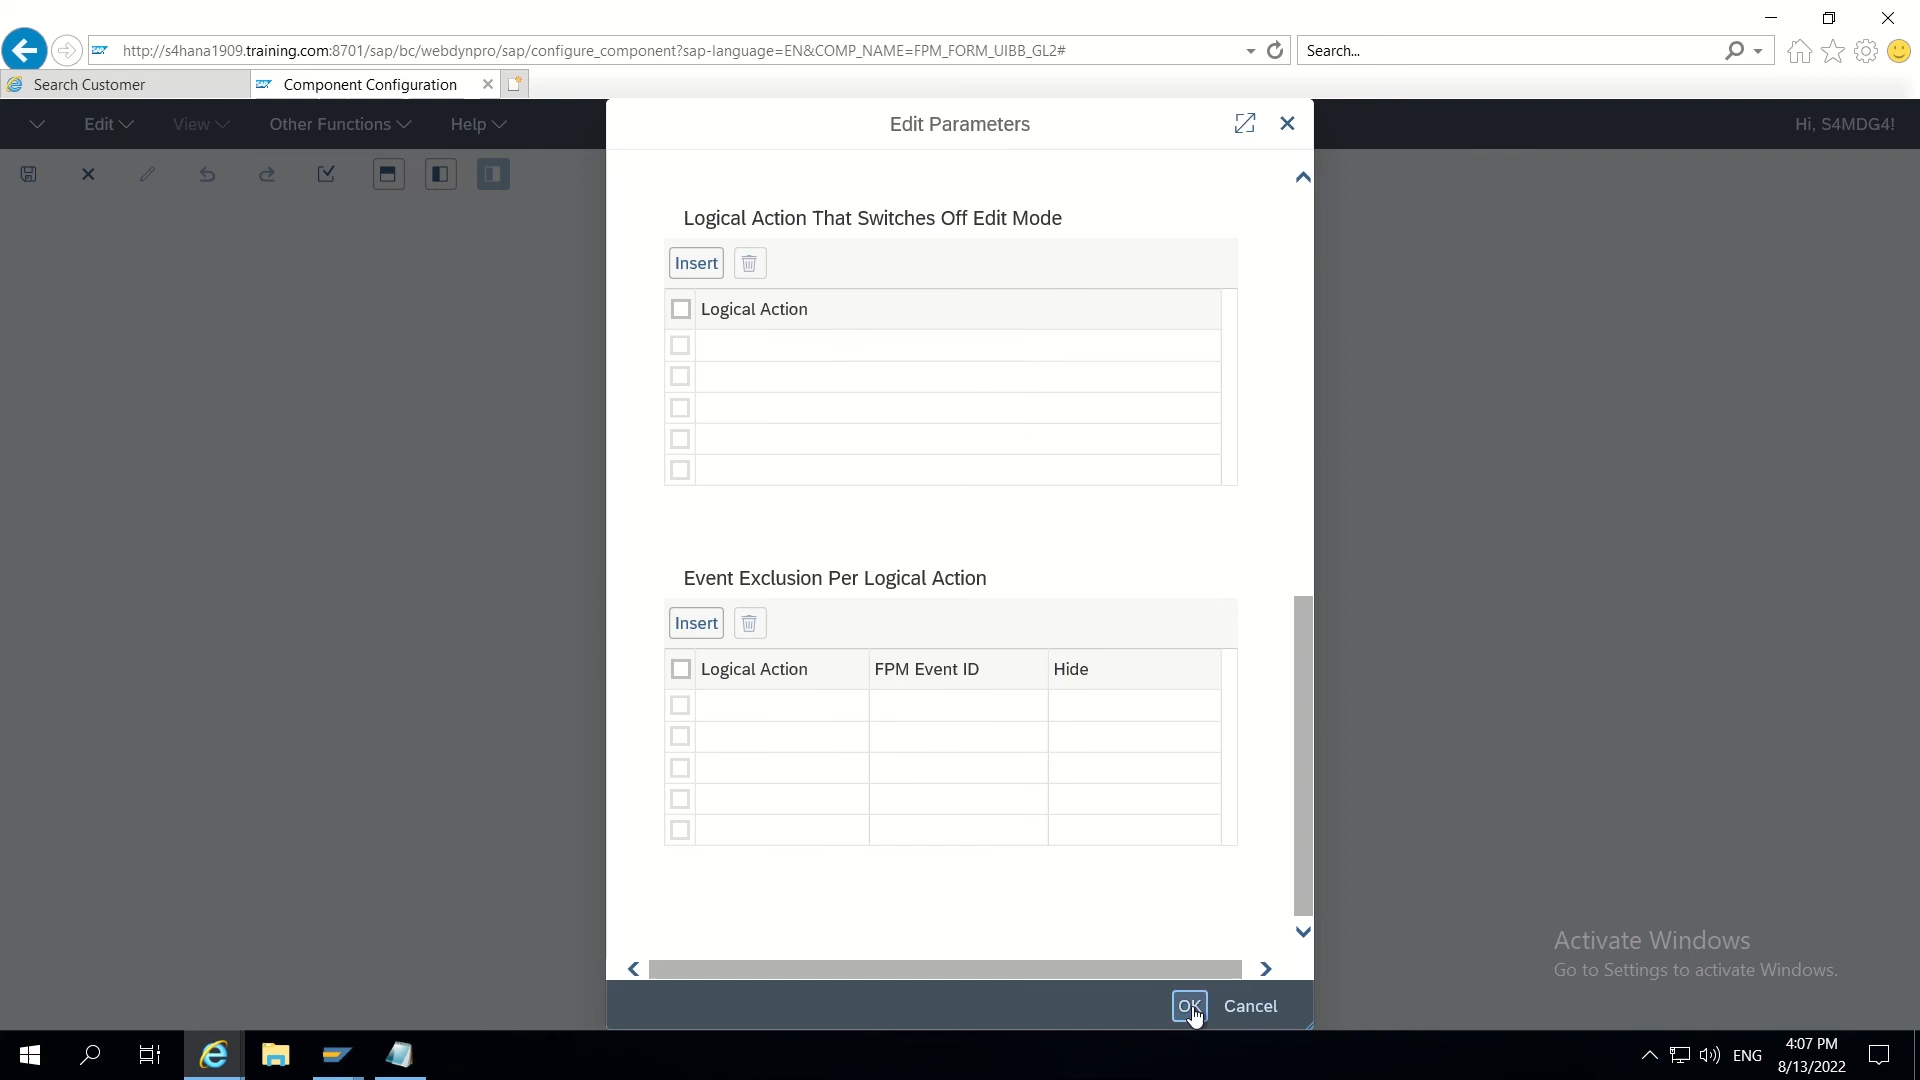 http://s4hana1909.training.com:8701/sap/bc/webdynpro/sap/configure_component?sap-language=EN&COMP_NAME=FPM_FORM_UIBB_GL2#
Search...
Search Customer
Component Configuration
Edit
View
Other Functions
Help
Edit Parameters
Hi, S4MDG4!
Logical Action That Switches Off Edit Mode
Insert
Logical Action
Event Exclusion Per Logical Action
Insert
Logical Action
FPM Event ID
Hide
Activate Windows
Go to Settings to activate Windows.
OK
Cancel
ENG
4:07 PM
8/13/2022